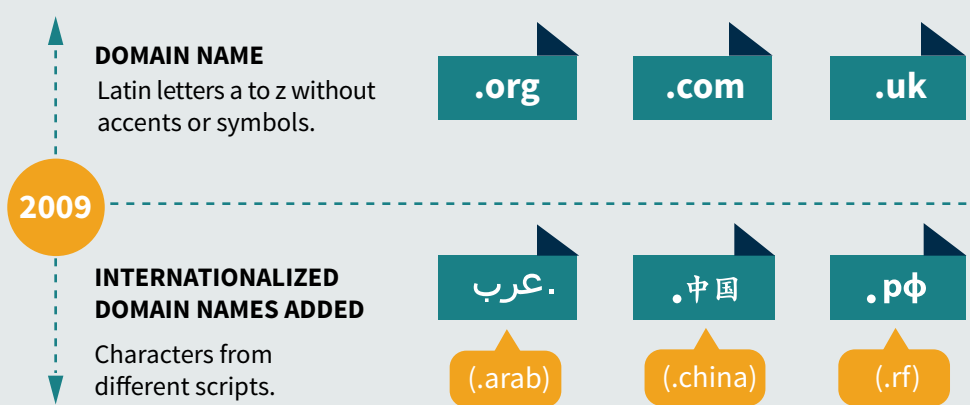 DOMAIN NAME
Latin letters a to z without
accents or symbols.
.org
.com
.uk
2009
INTERNATIONALIZED
DOMAIN NAMES ADDED
Characters from
different scripts.
.عرب
.中国
.рф
(.arab)
(.china)
(.rf)